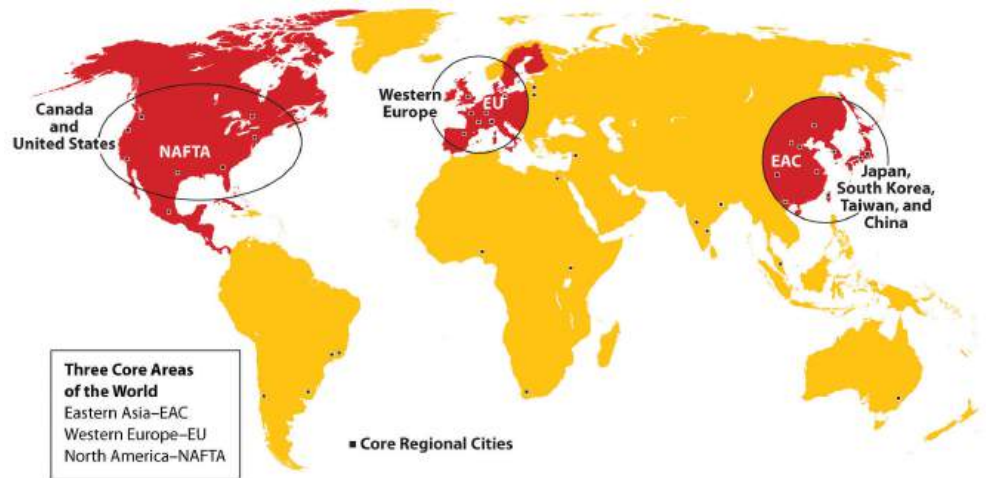 Canada
and
United States
NAFTA
Western
Europe
EU
EAC
Japan,
South Korea,
Taiwan, and
China
Three Core Areas
of the World
Eastern Asia–EAC
Western Europe–EU
North America–NAFTA
Core Regional Cities